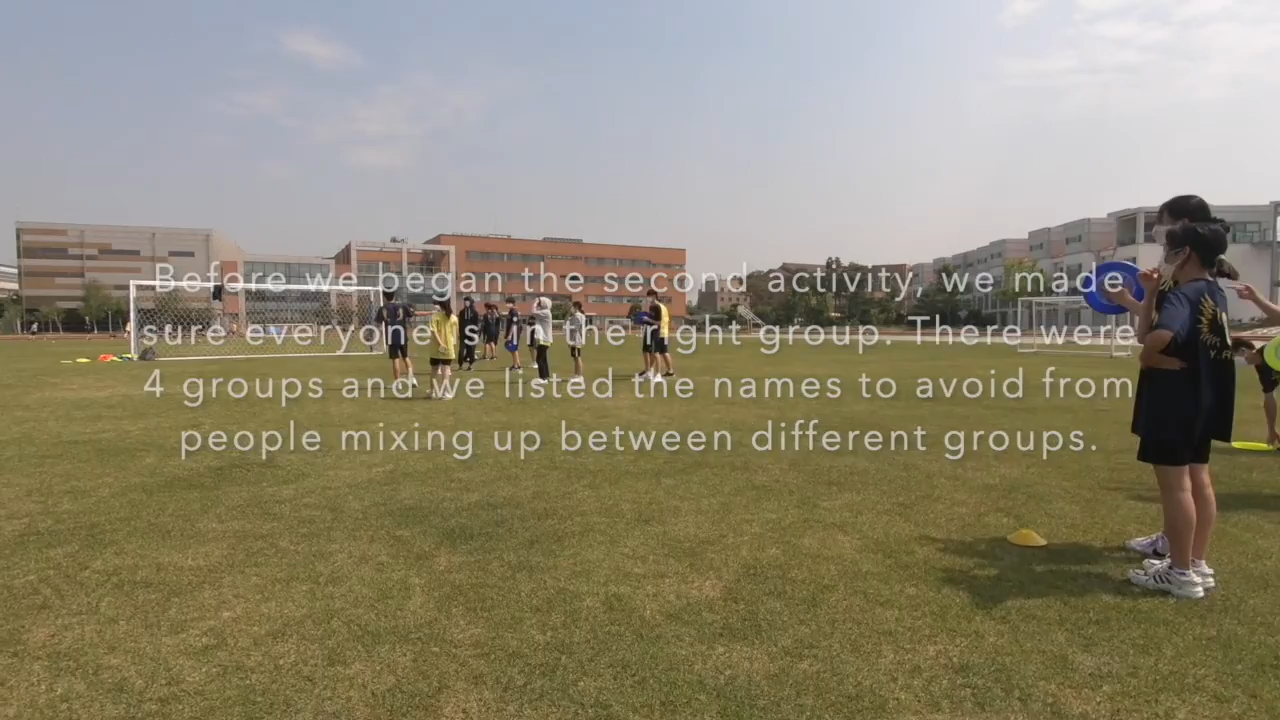 Before we began the second activity, we made
sure everyone was in the right group. There were
4 groups and we listed the names to avoid from
people mixing up between different groups.